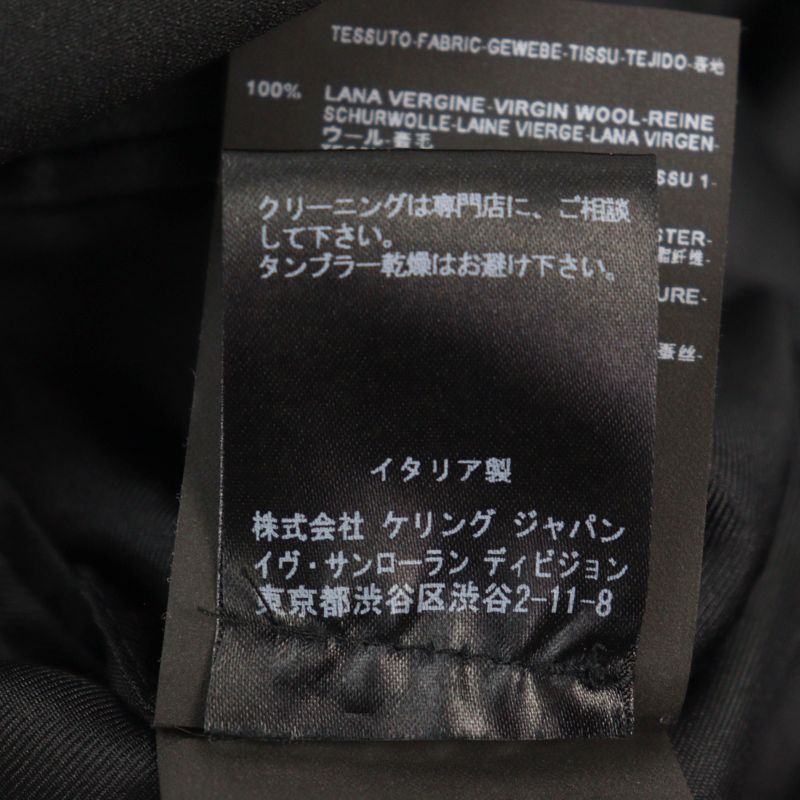 TESSUTO-FABRIC-GEWEBE-TISSU-TEJIDO-表地
100% LANA VERGINE-VIRGIN WOOL-REINE
SCHURWOLLE-LAINE VIERGE-LANA VIRGEN-
ウール-羊毛
SSU 1-
クリーニングは専門店に、ご相談
して下さい。
STER-
タンブラー乾燥はお避け下さい。
URE-
蚕丝-
イタリア製
株式会社 ケリング ジャパン
イヴ・サンローラン ディビジョン
東京都渋谷区渋谷2-11-8